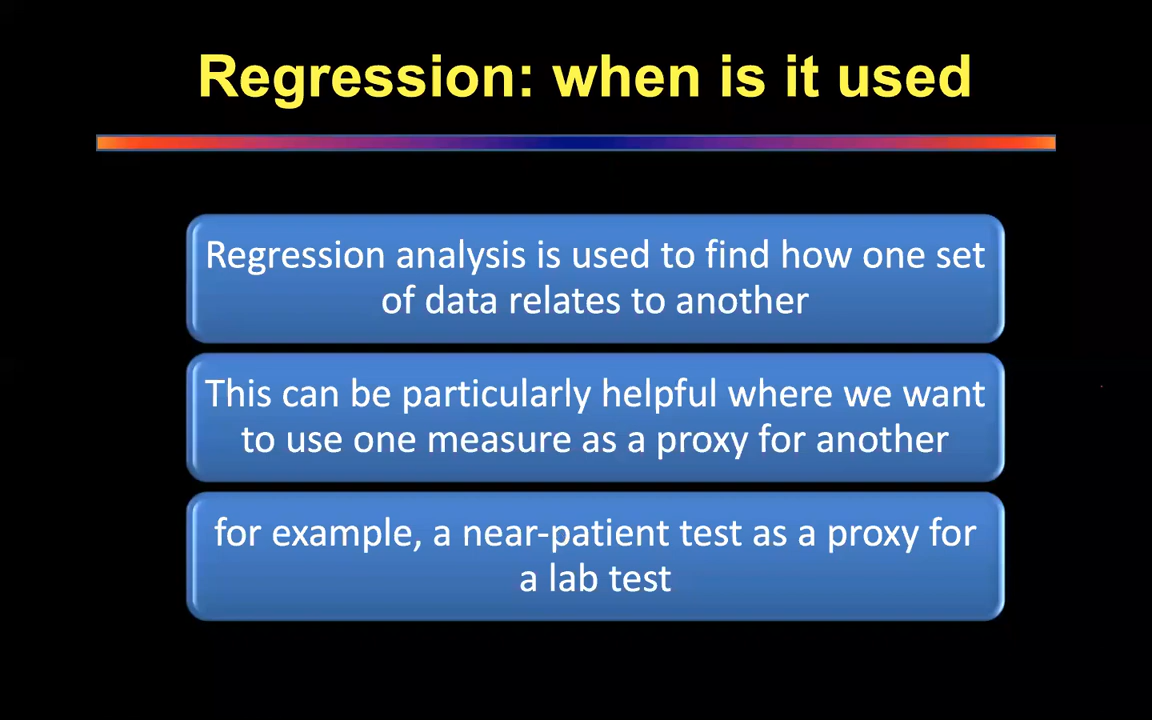 Regression: when is it used
Regression analysis is used to find how one set
of data relates to another
This can be particularly helpful where we want
to use one measure as a proxy for another
for example, a near-patient test as a proxy for
a lab test